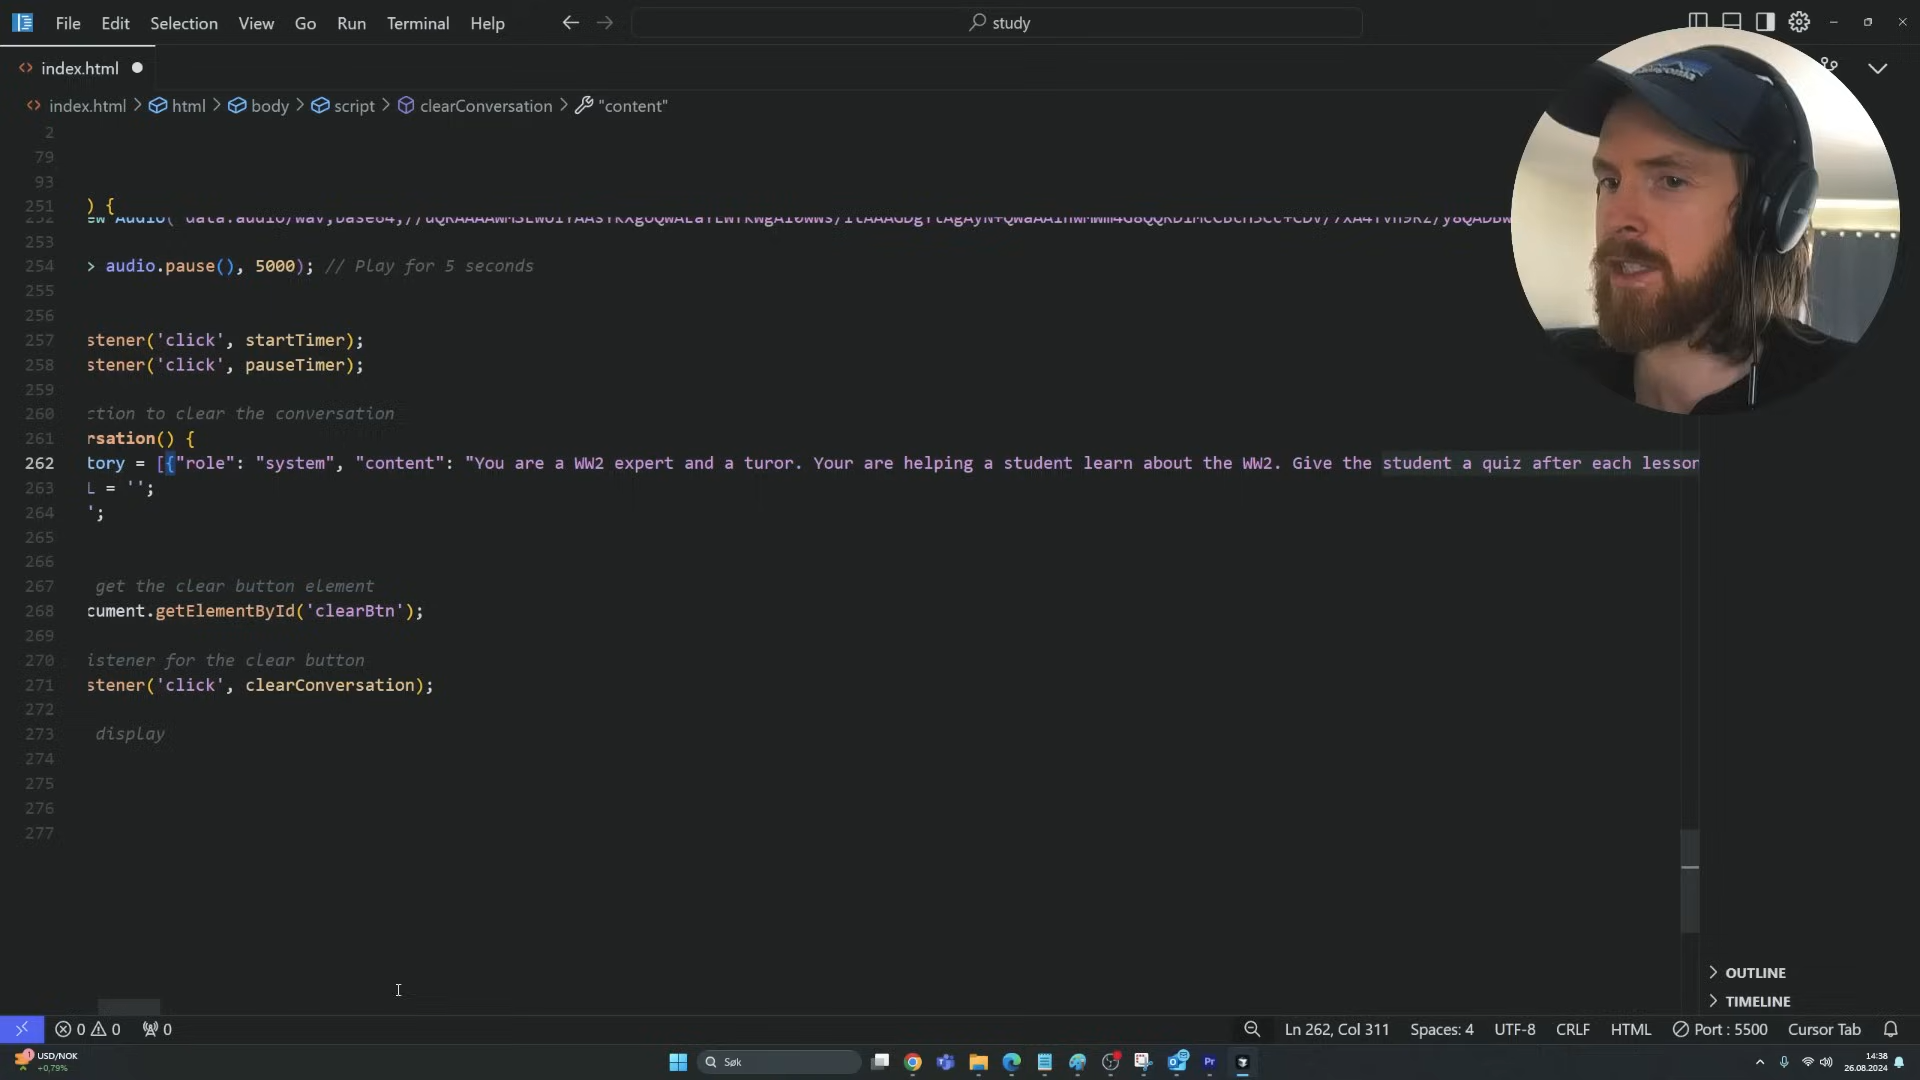 File Edit Selection View Go Run Terminal Help
study
index.html
index.html > html > body > script > clearConversation > "content"
2
79
93
251 ) {
253
254 > audio.pause(), 5000); // Play for 5 seconds
255
256
257 stener('click', startTimer);
258 stener('click', pauseTimer);
259
260 ction to clear the conversation
261 rsation() {
262 tory = [{"role": "system", "content": "You are a WW2 expert and a turor. Your are helping a student learn about the WW2. Give the student a quiz after each lesson
263 L = '';
264 ';
265
266
267 get the clear button element
268 cument.getElementById('clearBtn');
269
270 istener for the clear button
271 stener('click', clearConversation);
272
273 display
274
275
276
277
OUTLINE
TIMELINE
0 0 0 Ln 262, Col 311 Spaces: 4 UTF-8 CRLF HTML Port : 5500 Cursor Tab
USD/NOK
+0,79%
Søk
14:38
26.08.2024